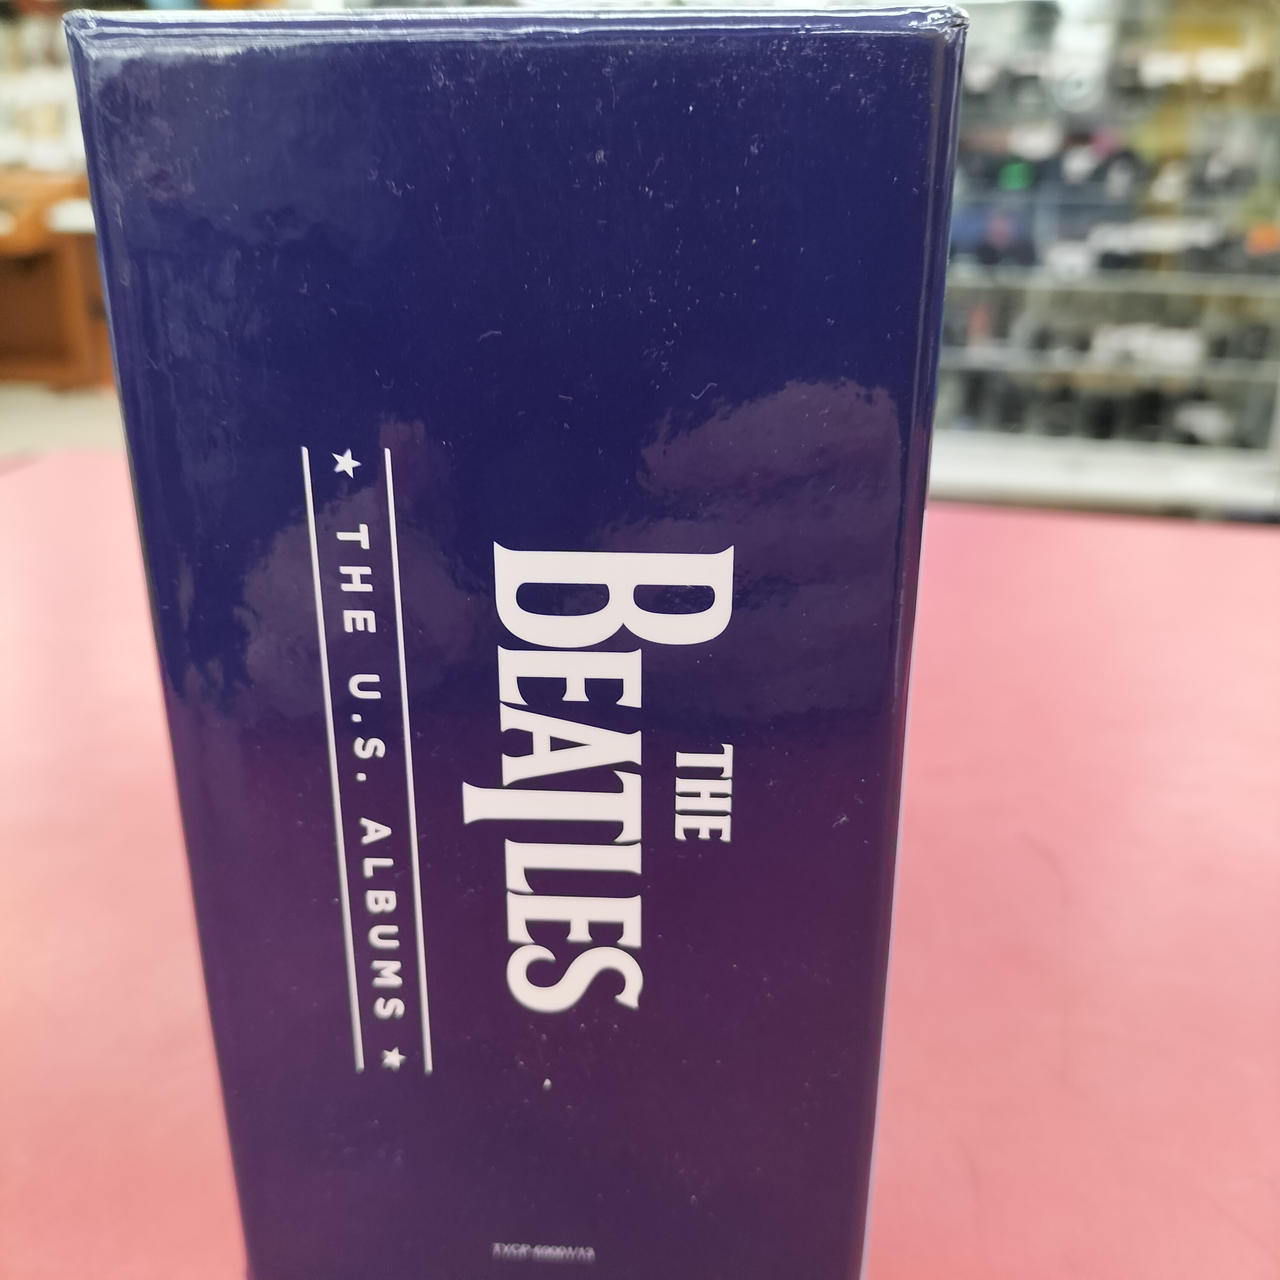 THE
BEATLES
★ THE U.S. ALBUMS ★